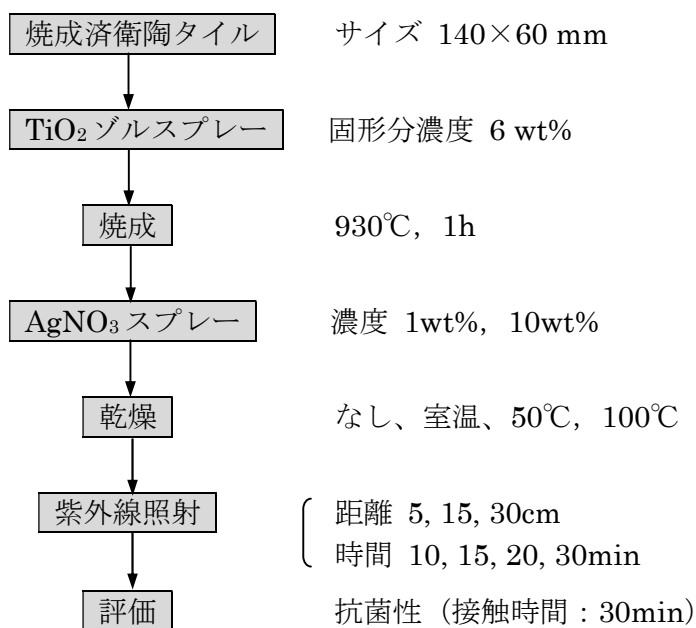 焼成済衛陶タイル サイズ 140×60 mm
TiO₂ゾルスプレー 固形分濃度 6 wt%
焼成 930℃, 1h
AgNO₃スプレー 濃度 1wt%, 10wt%
乾燥 なし、室温、50℃, 100℃
紫外線照射 距離 5, 15, 30cm
時間 10, 15, 20, 30min
評価 抗菌性(接触時間:30min)